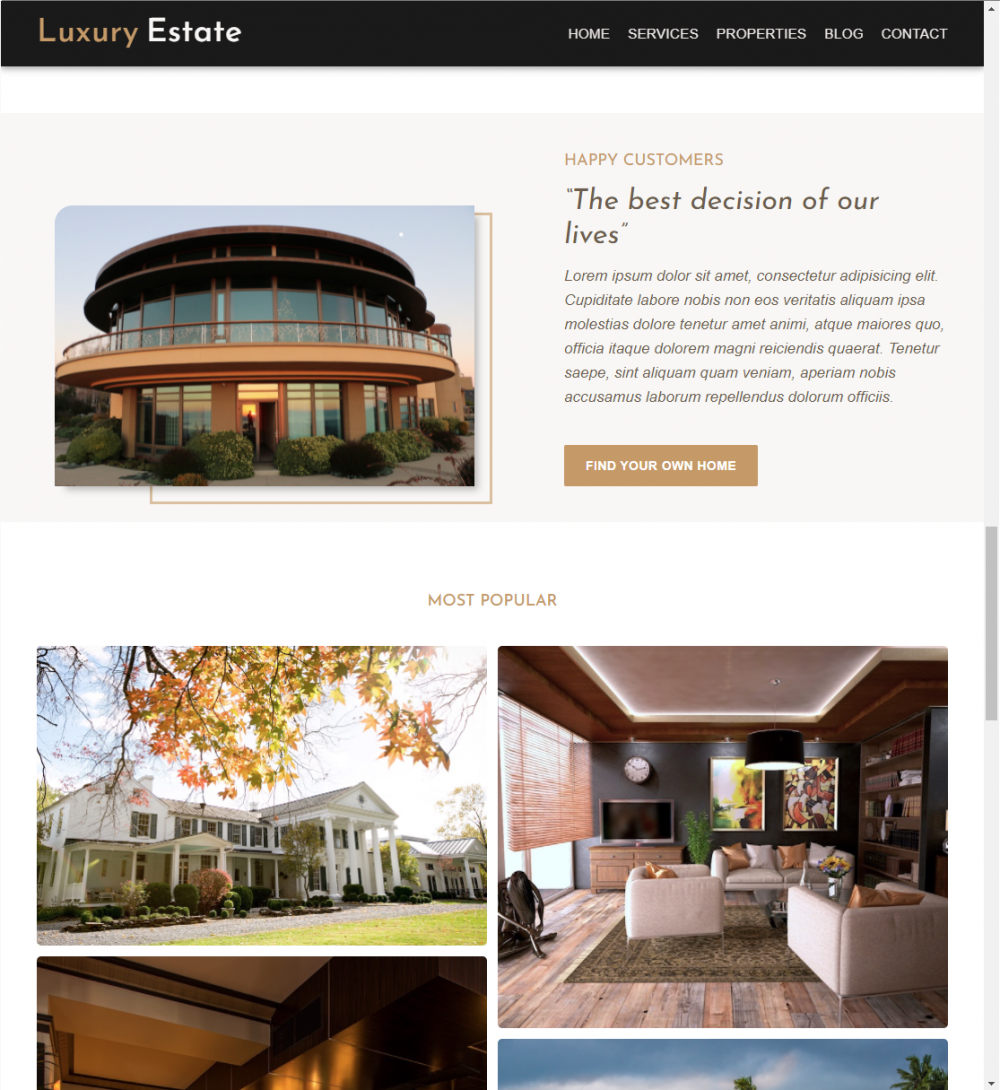 Luxury Estate
HOME SERVICES PROPERTIES BLOG CONTACT
HAPPY CUSTOMERS
“The best decision of our
lives”
Lorem ipsum dolor sit amet, consectetur adipisicing elit.
Cupiditate labore nobis non eos veritatis aliquam ipsa
molestias dolore tenetur amet animi, atque maiores quo,
officia itaque dolorem magni reiciendis quaerat. Tenetur
saepe, sint aliquam quam veniam, aperiam nobis
accusamus laborum repellendus dolorum officiis.
FIND YOUR OWN HOME
MOST POPULAR